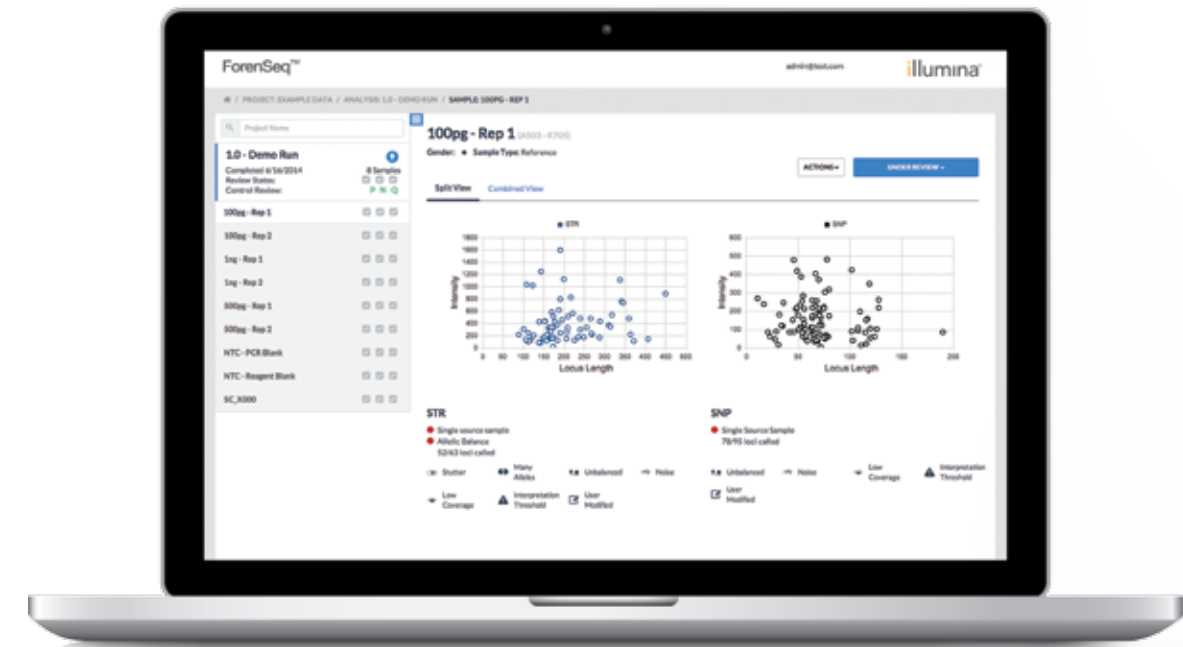 ForenSeq™
admin@test.com
illumina
/ PROJECT: EXAMPLE DATA / ANALYSIS: 1.0 - DEMO RUN / SAMPLE: 100PG - REP 1
Project Name
1.0 - Demo Run
Completed 6/16/2014
8 Samples
Review States:
Control Review:
P N Q
100pg - Rep 1
100pg - Rep 2
1ng - Rep 1
1ng - Rep 2
500pg - Rep 1
500pg - Rep 2
NTC - PCR Blank
NTC - Reagent Blank
SC_X000
100pg - Rep 1 (A503 - R705)
Gender: Sample Type: Reference
ACTIONS
UNDER REVIEW
Split View Combined View
STR
1800
1600
1400
1200
1000
800
600
400
200
0
Intensity
0 50 100 150 200 250 300 350 400 450 500
Locus Length
SNP
600
500
400
300
200
100
0
Intensity
0 50 100 150 200
Locus Length
STR
Single source sample
Allelic Balance
52/63 loci called
Stutter
Many
Alleles
Unbalanced
Noise
Low
Coverage
Interpretation
Threshold
User
Modified
SNP
Single Source Sample
78/95 loci called
Unbalanced
Noise
Low
Coverage
Interpretation
Threshold
User
Modified